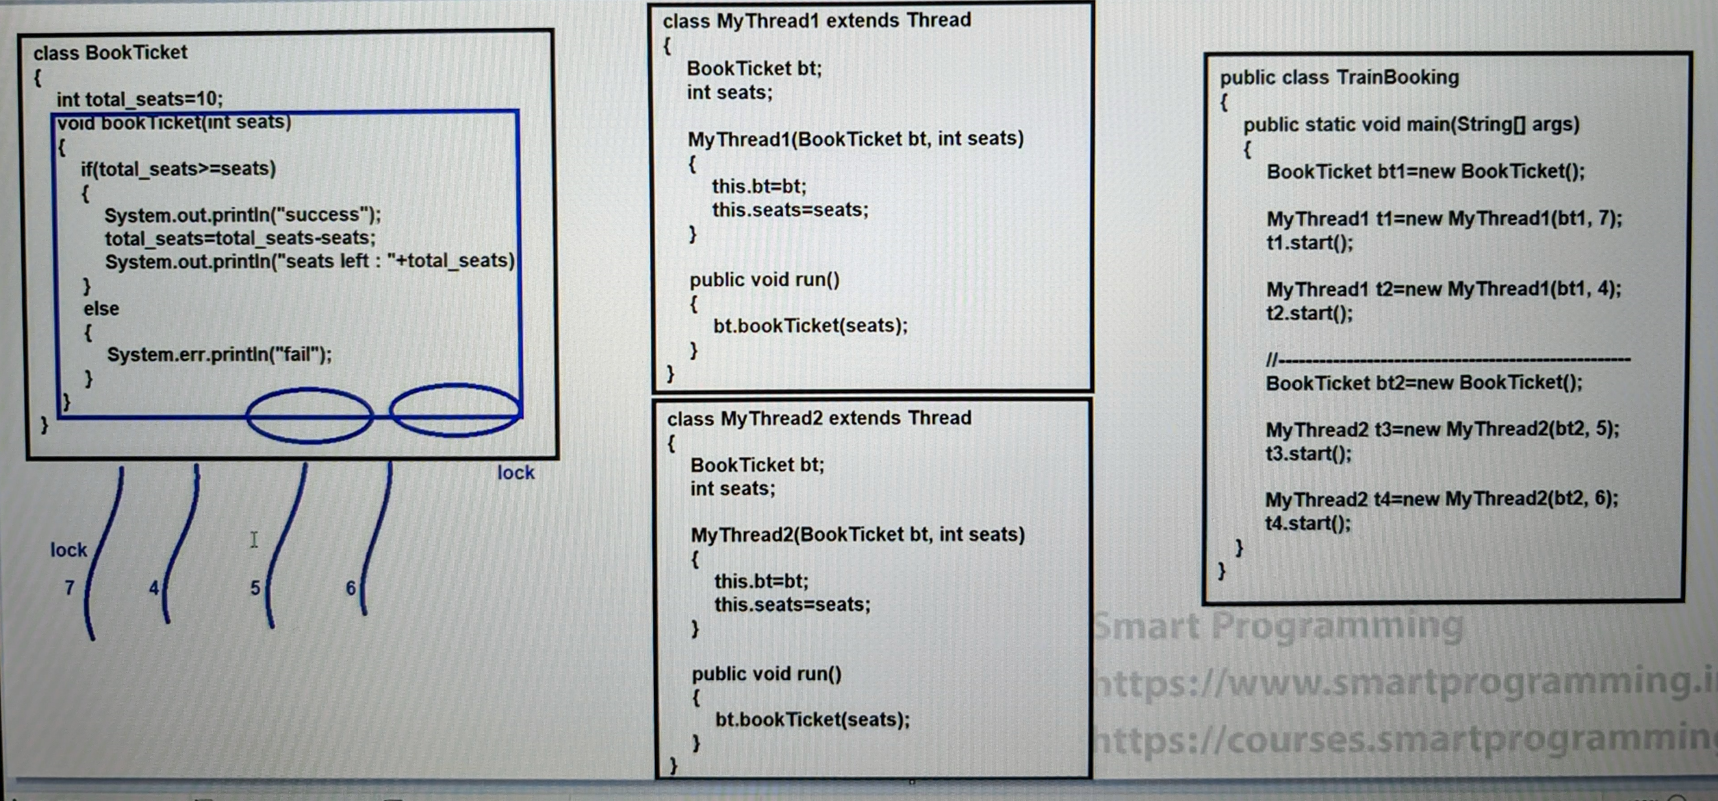 class BookTicket
{
int total_seats=10;
void bookTicket(int seats)
{
if(total_seats>=seats)
{
System.out.println("success");
total_seats=total_seats-seats;
System.out.println("seats left : "+total_seats)
}
else
{
System.err.println("fail");
}
}
}
lock
lock
7 4 5 6
class MyThread1 extends Thread
{
BookTicket bt;
int seats;
MyThread1(BookTicket bt, int seats)
{
this.bt=bt;
this.seats=seats;
}
public void run()
{
bt.bookTicket(seats);
}
}
class MyThread2 extends Thread
{
BookTicket bt;
int seats;
MyThread2(BookTicket bt, int seats)
{
this.bt=bt;
this.seats=seats;
}
public void run()
{
bt.bookTicket(seats);
}
}
public class TrainBooking
{
public static void main(String[] args)
{
BookTicket bt1=new BookTicket();
MyThread1 t1=new MyThread1(bt1, 7);
t1.start();
MyThread1 t2=new MyThread1(bt1, 4);
t2.start();
//----------------------------------------------------
BookTicket bt2=new BookTicket();
MyThread2 t3=new MyThread2(bt2, 5);
t3.start();
MyThread2 t4=new MyThread2(bt2, 6);
t4.start();
}
}
Smart Programming
https://www.smartprogramming.i
https://courses.smartprogrammin